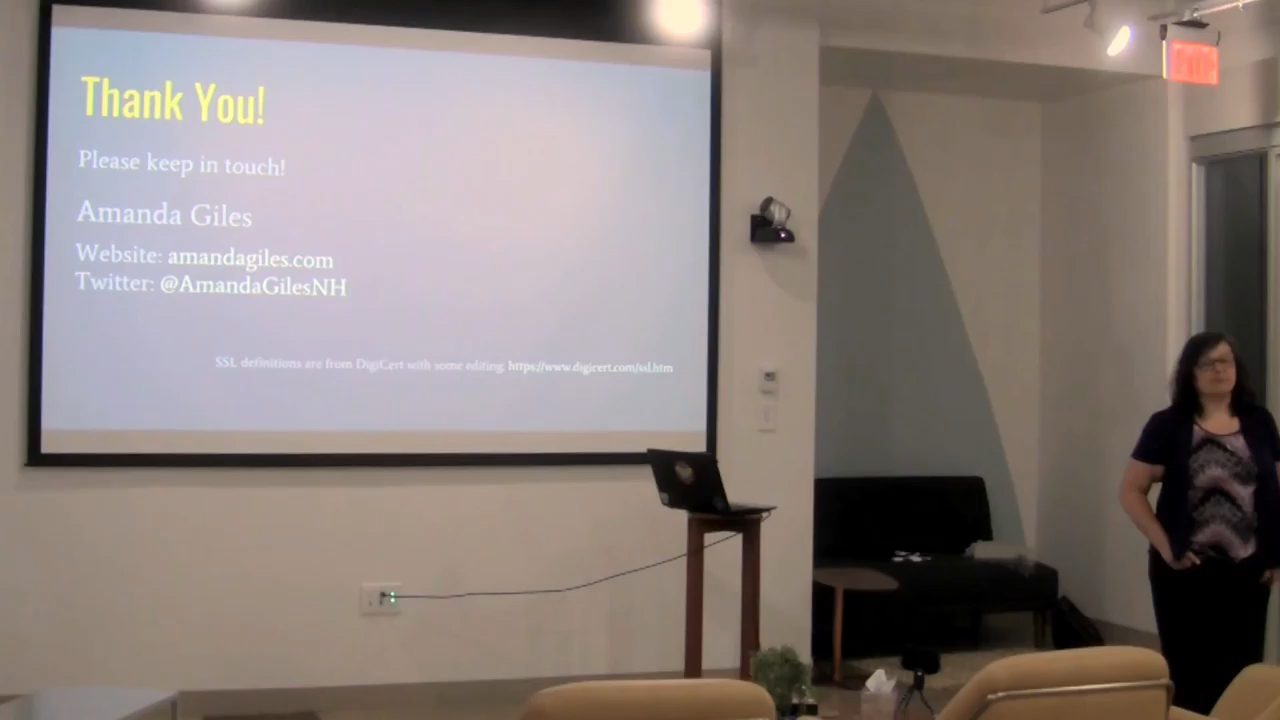 Thank You!
Please keep in touch!
Amanda Giles
Website: amandagiles.com
Twitter: @AmandaGilesNH
SSL definitions are from DigiCert with some editing. https://www.digicert.com/ssl.htm
EXIT